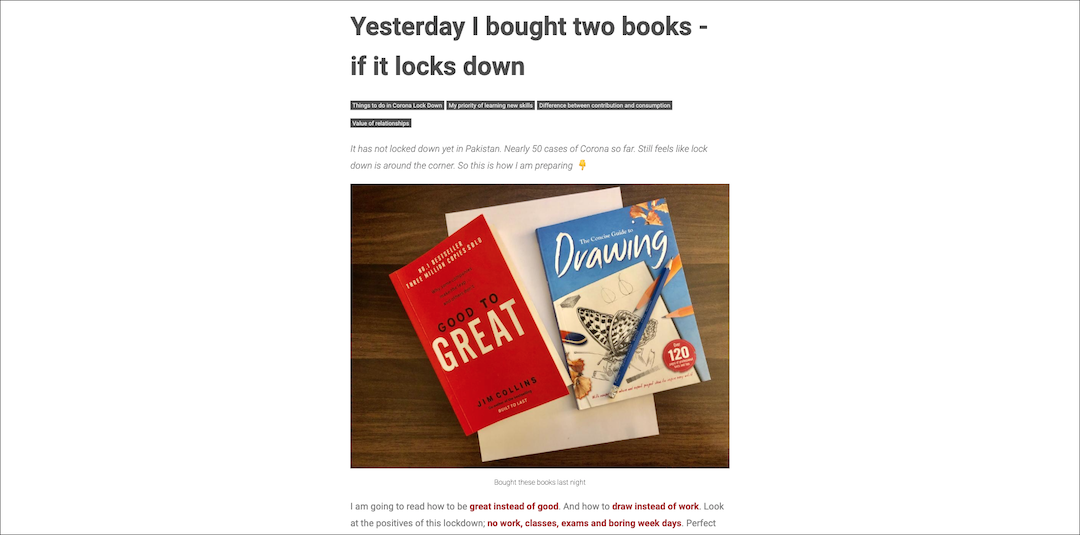 Yesterday I bought two books -
if it locks down
Things to do in Corona Lock Down My priority of learning new skills Difference between contribution and consumption
Value of relationships
It has not locked down yet in Pakistan. Nearly 50 cases of Corona so far. Still feels like lock
down is around the corner. So this is how I am preparing 👇
NO.1 BESTSELLER
THREE MILLION COPIES SOLD
GOOD TO
GREAT
JIM COLLINS
BUILT TO LAST
The Concise Guide to
Drawing
Over
120
Bought these books last night
I am going to read how to be great instead of good. And how to draw instead of work. Look
at the positives of this lockdown; no work, classes, exams and boring week days. Perfect